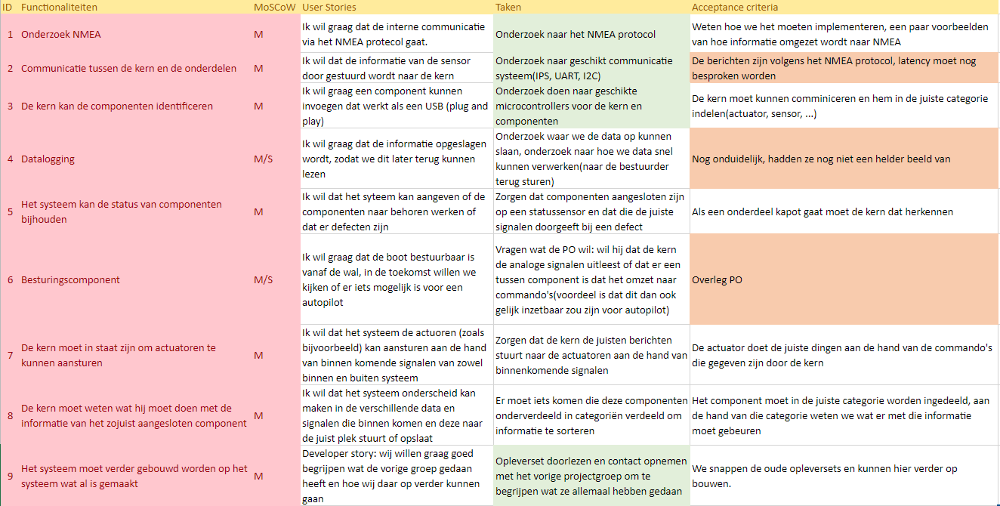 ID Functionaliteiten MoSCoW User Stories Taken Acceptance criteria
1 Onderzoek NMEA M
Ik wil graag dat de interne communicatie
via het NMEA protecol gaat.
Onderzoek naar het NMEA protocol
Weten hoe we het moeten implementeren, een paar voorbeelden
van hoe informatie omgezet wordt naar NMEA
2 Communicatie tussen de kern en de onderdelen M
Ik wil dat de informatie van de sensor
door gestuurd wordt naar de kern
Onderzoek naar geschikt communicatie
systeem(IPS, UART, I2C)
De berichten zijn volgens het NMEA protocol, latency moet nog
besproken worden
3 De kern kan de componenten identificeren M
Ik wil graag een component kunnen
invoegen dat werkt als een USB (plug and
play)
Onderzoek doen naar geschikte
microcontrollers voor de kern en
componenten
De kern moet kunnen comminiceren en hem in de juiste categorie
indelen(actuator, sensor, ...)
4 Datalogging M/S
Ik wil graag dat de informatie opgeslagen
wordt, zodat we dit later terug kunnen
lezen
Onderzoek waar we de data op kunnen
slaan, onderzoek naar hoe we data snel
kunnen verwerken(naar de bestuurder
terug sturen)
Nog onduidelijk, hadden ze nog niet een helder beeld van
5 Het systeem kan de status van componenten
bijhouden M
Ik wil dat het syteem kan aangeven of de
componenten naar behoren werken of
dat er defecten zijn
Zorgen dat componenten aangesloten zijn
op een statussensor en dat die de juiste
signalen doorgeeft bij een defect
Als een onderdeel kapot gaat moet de kern dat herkennen
6 Besturingscomponent M/S
Ik wil graag dat de boot bestuurbaar is
vanaf de wal, in de toekomst willen we
kijken of er iets mogelijk is voor een
autopilot
Vragen wat de PO wil: wil hij dat de kern
de analoge signalen uitleest of dat er een
tussen component is dat het omzet naar
commando's(voordeel is dat dit dan ook
gelijk inzetbaar zou zijn voor autopilot)
Overleg PO
7 De kern moet in staat zijn om actuatoren te
kunnen aansturen M
Ik wil dat het systeem de actuoren (zoals
bijvoorbeeld) kan aansturen aan de hand
van binnen komende signalen van zowel
binnen en buiten systeem
Zorgen dat de kern de juisten berichten
stuurt naar de actuatoren aan de hand van
binnenkomende signalen
De actuator doet de juiste dingen aan de hand van de commando's
die gegeven zijn door de kern
8 De kern moet weten wat hij moet doen met de
informatie van het zojuist aangesloten component M
Ik wil dat het systeem onderscheid kan
maken in de verschillende data en
signalen die binnen komen en deze naar
de juist plek stuurt of opslaat
Er moet iets komen die deze componenten
onderverdeeld in categoriën verdeeld om
informatie te sorteren
Het component moet in de juiste categorie worden ingedeeld, aan
de hand van die categorie weten we wat er met die informatie
moet gebeuren
9 Het systeem moet verder gebouwd worden op het
systeem wat al is gemaakt M
Developer story: wij willen graag goed
begrijpen wat de vorige groep gedaan
heeft en hoe wij daar op verder kunnen
gaan
Opleverset doorlezen en contact opnemen
met het vorige projectgroep om te
begrijpen wat ze allemaal hebben gedaan
We snappen de oude opleversets en kunnen hier verder op
bouwen.